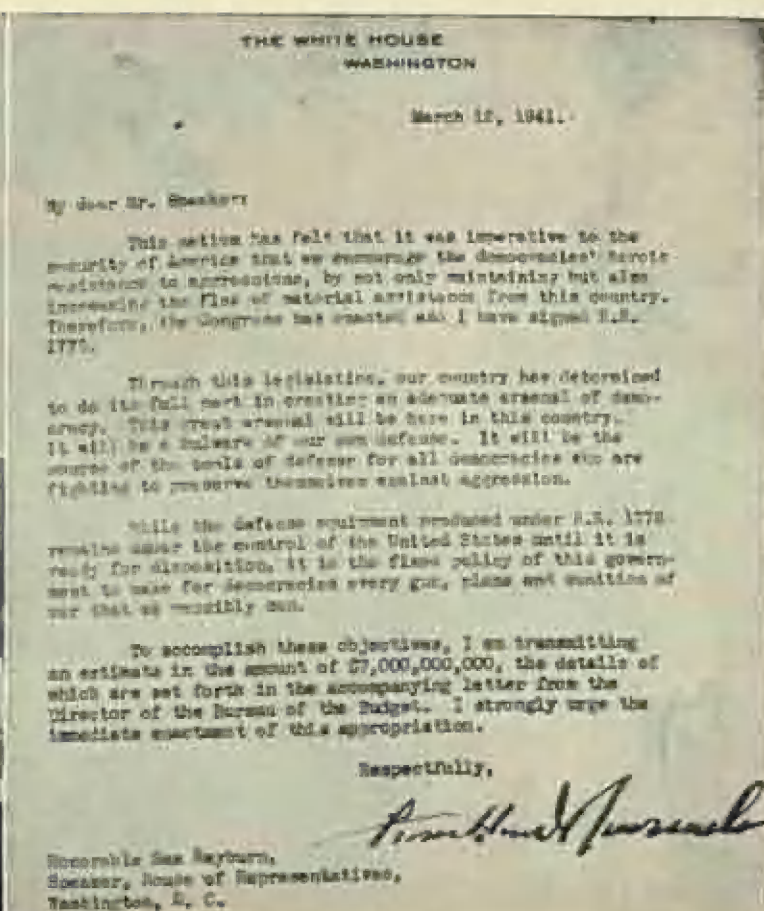 THE WHITE HOUSE
WASHINGTON
March 12, 1941.
My dear Mr. Speaker:
This nation has felt that it was imperative to the
security of America that we encourage the democracies' heroic
resistance to aggressions, by not only maintaining but also
increasing the flow of material assistance from this country.
Therefore, the Congress has enacted and I have signed H.R.
1776.
Through this legislation, our country has determined
to do its full part in creating an adequate arsenal of demo-
cracy. This great arsenal will be here in this country.
It will be a bulwark of our own defense. It will be the
source of the tools of defense for all democracies who are
fighting to preserve themselves against aggression.
While the defense equipment produced under H.R. 1776
remains under the control of the United States until it is
ready for disposition, it is the fixed policy of this govern-
ment to make for democracies every gun, plane and munition of
war that we possibly can.
To accomplish these objectives, I am transmitting
an estimate in the amount of $7,000,000,000, the details of
which are set forth in the accompanying letter from the
Director of the Bureau of the Budget. I strongly urge the
immediate enactment of this appropriation.
Respectfully,
Franklin D Roosevelt
Honorable Sam Rayburn,
Speaker, House of Representatives,
Washington, D. C.